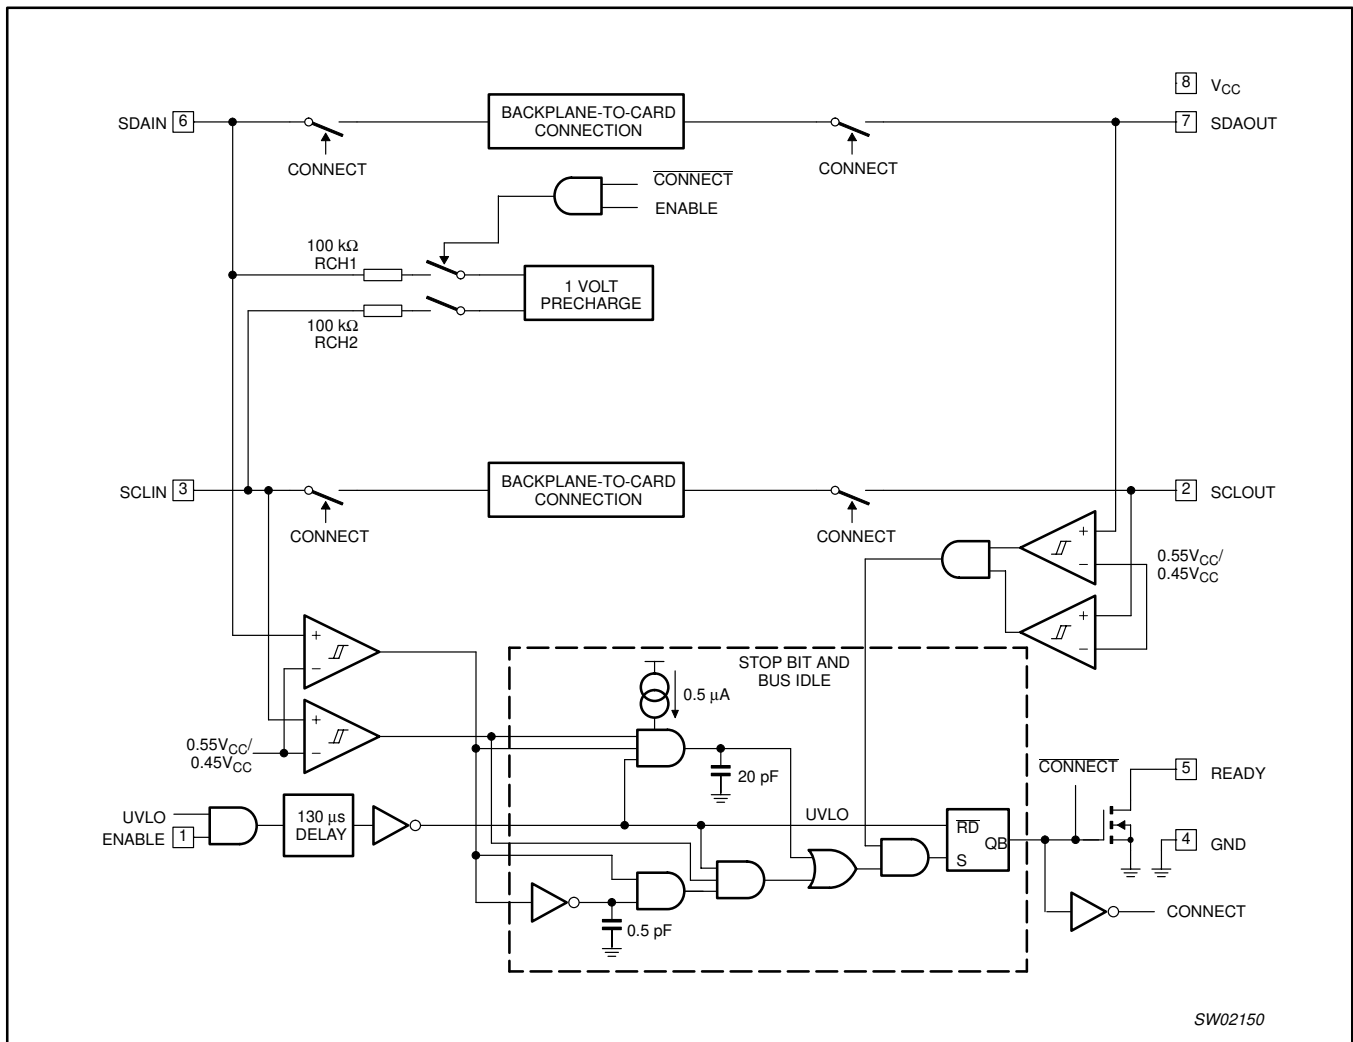 8 VCC
SDAIN 6
BACKPLANE-TO-CARD
CONNECTION
7 SDAOUT
CONNECT
CONNECT
CONNECT
ENABLE
100 kΩ
RCH1
1 VOLT
PRECHARGE
100 kΩ
RCH2
SCLIN 3
BACKPLANE-TO-CARD
CONNECTION
2 SCLOUT
CONNECT
CONNECT
+
−
0.55VCC/
0.45VCC
+
−
+
−
STOP BIT AND
BUS IDLE
0.5 µA
+
−
0.55VCC/
0.45VCC
20 pF
CONNECT
5 READY
UVLO
ENABLE 1
130 µs
DELAY
UVLO
RD
QB
S
4 GND
0.5 pF
CONNECT
SW02150